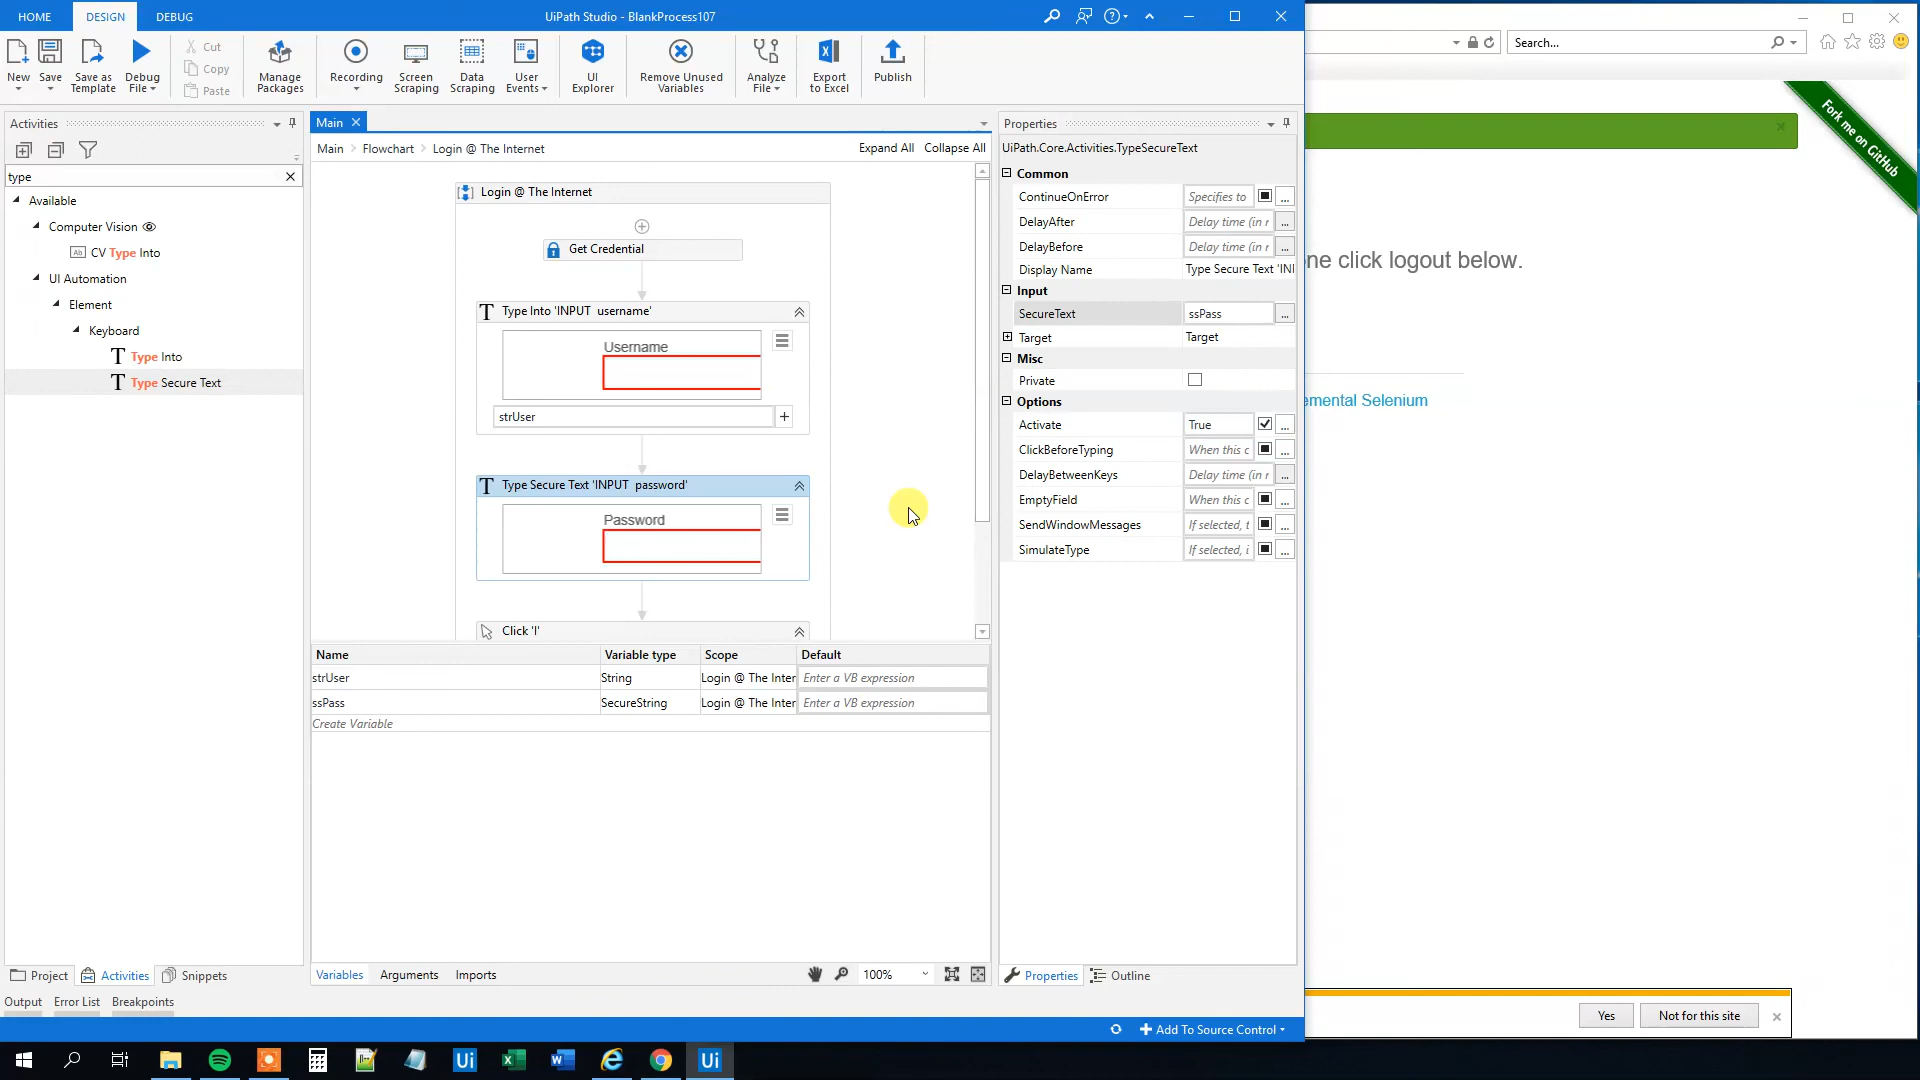 HOME DESIGN DEBUG UiPath Studio - BlankProcess107
New Save Save as Template Debug File Cut Copy Paste Manage Packages Recording Screen Scraping Data Scraping User Events UI Explorer Remove Unused Variables Analyze File Export to Excel Publish
Search...
Fork me on GitHub
Activities
type
Available
Computer Vision
CV Type Into
UI Automation
Element
Keyboard
Type Into
Type Secure Text
Project Activities Snippets
Main
Main > Flowchart > Login @ The Internet Expand All Collapse All
Login @ The Internet
Get Credential
Type Into 'INPUT username'
Username
strUser
Type Secure Text 'INPUT password'
Password
Click 'I'
Name Variable type Scope Default
strUser String Login @ The Inter Enter a VB expression
ssPass SecureString Login @ The Inter Enter a VB expression
Create Variable
Variables Arguments Imports 100%
Properties
UiPath.Core.Activities.TypeSecureText
Common
ContinueOnError Specifies to ...
DelayAfter Delay time (in r ...
DelayBefore Delay time (in r ...
Display Name Type Secure Text 'INI
Input
SecureText ssPass ...
Target Target
Misc
Private
Options
Activate True ...
ClickBeforeTyping When this c ...
DelayBetweenKeys Delay time (in r ...
EmptyField When this c ...
SendWindowMessages If selected, t ...
SimulateType If selected, i ...
Properties Outline
Output Error List Breakpoints
Add To Source Control
ne click logout below.
emental Selenium
Yes Not for this site
Ui Ui